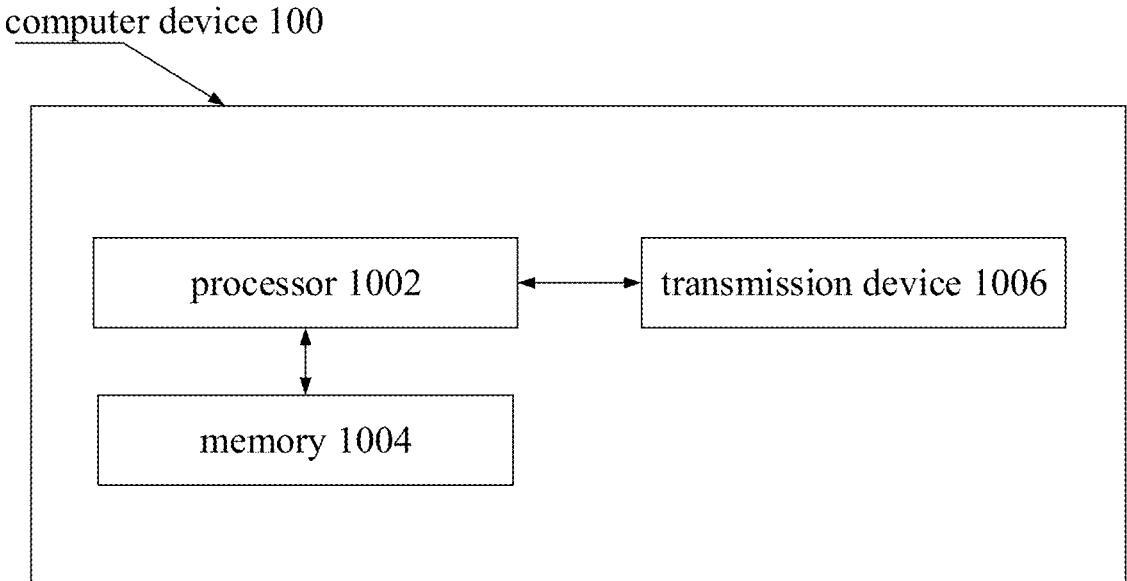 computer device 100
processor 1002
transmission device 1006
memory 1004